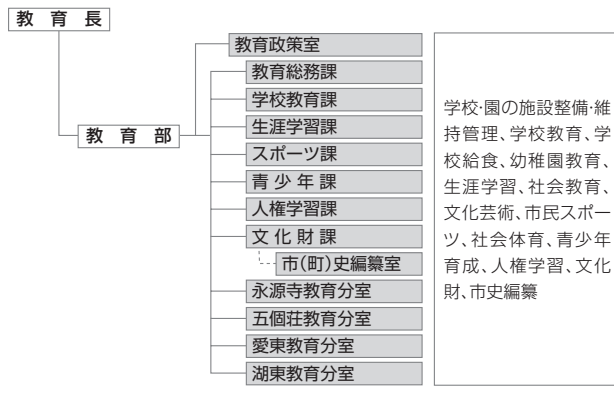 教育長
教育部
教育政策室
教育総務課
学校教育課
生涯学習課
スポーツ課
青少年課
人権学習課
文化財課
市(町)史編纂室
永源寺教育分室
五個荘教育分室
愛東教育分室
湖東教育分室
学校・園の施設整備・維
持管理、学校教育、学
校給食、幼稚園教育、
生涯学習、社会教育、
文化芸術、市民スポー
ツ、社会体育、青少年
育成、人権学習、文化
財、市史編纂